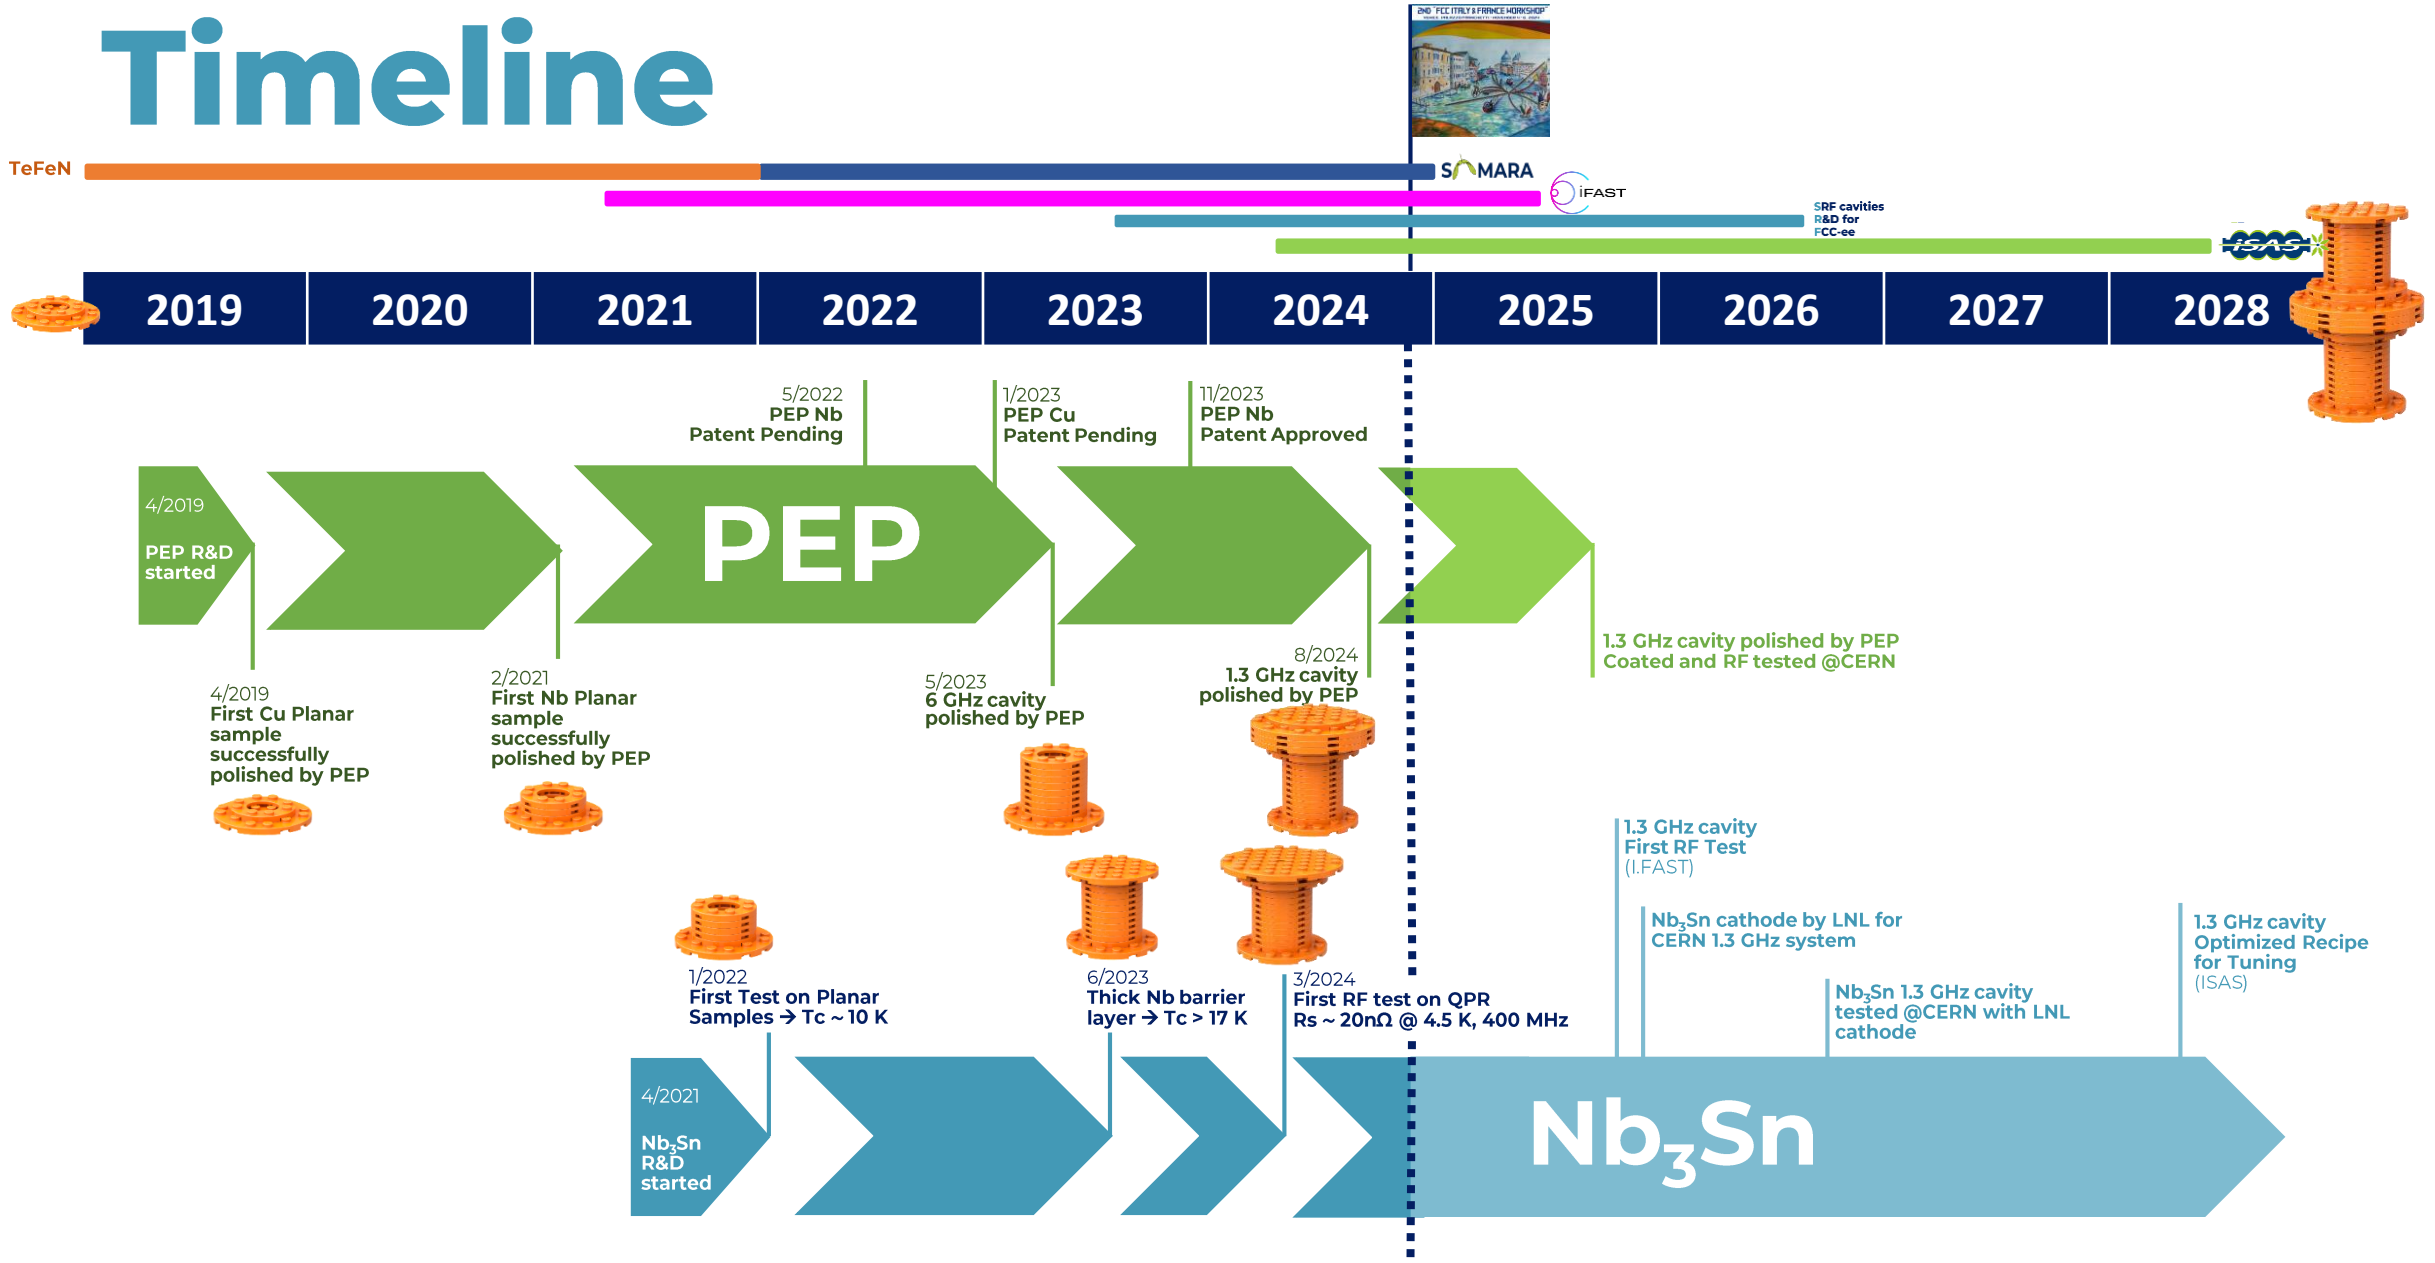 Timeline
2ND "FCC ITALY & FRANCE WORKSHOP"
TeFeN
SAMARA
iFAST
SRF cavities
R&D for
FCC-ee
iSAS
2019 2020 2021 2022 2023 2024 2025 2026 2027 2028
5/2022
PEP Nb
Patent Pending
1/2023
PEP Cu
Patent Pending
11/2023
PEP Nb
Patent Approved
4/2019
PEP R&D
started
PEP
4/2019
First Cu Planar
sample
successfully
polished by PEP
2/2021
First Nb Planar
sample
successfully
polished by PEP
5/2023
6 GHz cavity
polished by PEP
8/2024
1.3 GHz cavity
polished by PEP
1.3 GHz cavity polished by PEP
Coated and RF tested @CERN
1/2022
First Test on Planar
Samples → Tc ~ 10 K
6/2023
Thick Nb barrier
layer → Tc > 17 K
3/2024
First RF test on QPR
Rs ~ 20nΩ @ 4.5 K, 400 MHz
1.3 GHz cavity
First RF Test
(I.FAST)
Nb₃Sn cathode by LNL for
CERN 1.3 GHz system
Nb₃Sn 1.3 GHz cavity
tested @CERN with LNL
cathode
1.3 GHz cavity
Optimized Recipe
for Tuning
(ISAS)
4/2021
Nb₃Sn
R&D
started
Nb₃Sn